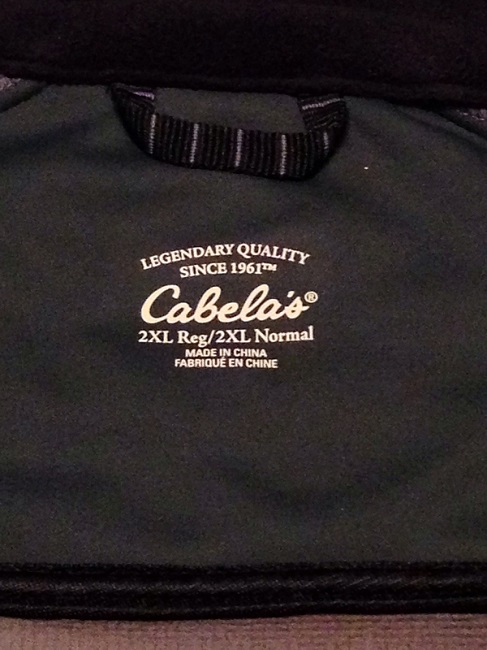 LEGENDARY QUALITY
SINCE 1961™
Cabela's®
2XL Reg/2XL Normal
MADE IN CHINA
FABRIQUÉ EN CHINE